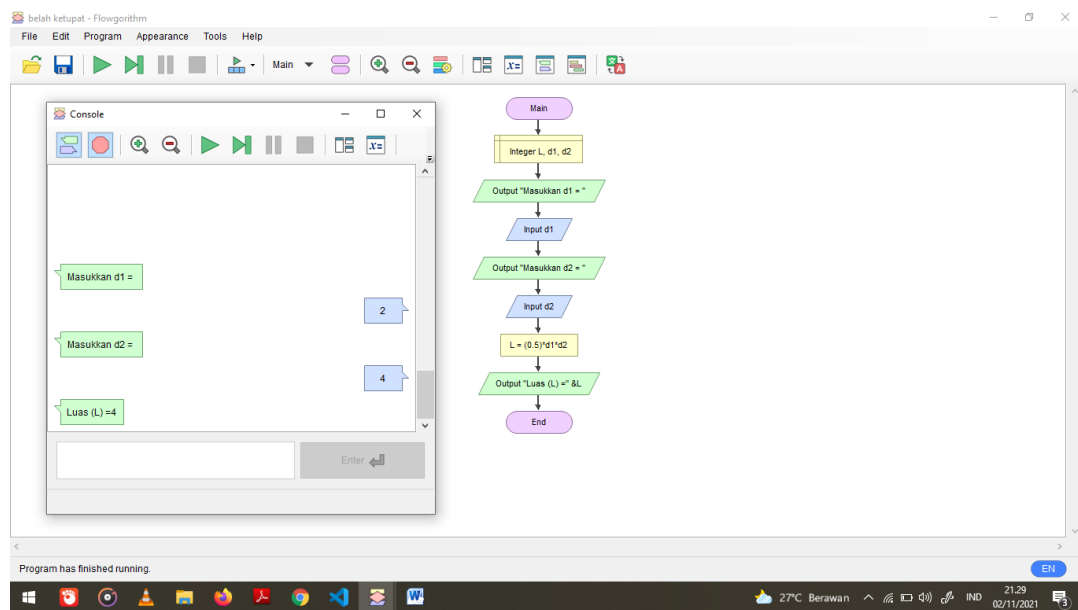 belah ketupat - Flowgorithm
File Edit Program Appearance Tools Help
Main
Console
Masukkan d1 =
2
Masukkan d2 =
4
Luas (L) =4
Enter
Main
Integer L, d1, d2
Output "Masukkan d1 = "
Input d1
Output "Masukkan d2 = "
Input d2
L = (0.5)*d1*d2
Output "Luas (L) =" &L
End
Program has finished running.
EN
27°C Berawan
IND
21.29
02/11/2021
3